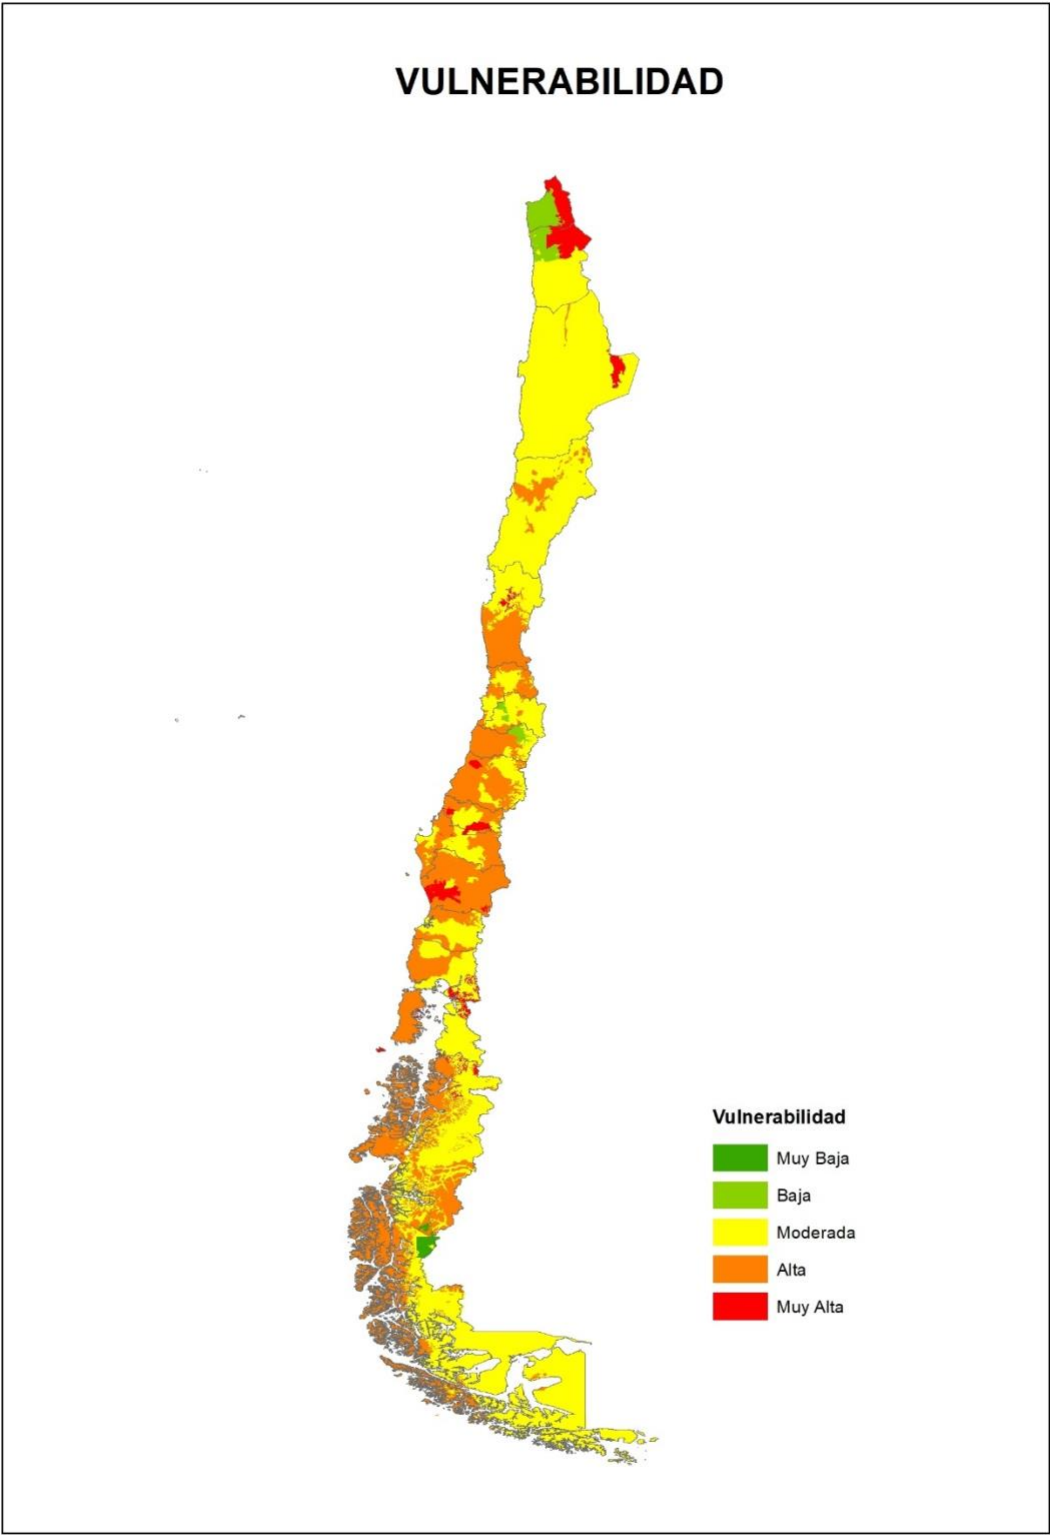 VULNERABILIDAD
Vulnerabilidad
Muy Baja
Baja
Moderada
Alta
Muy Alta